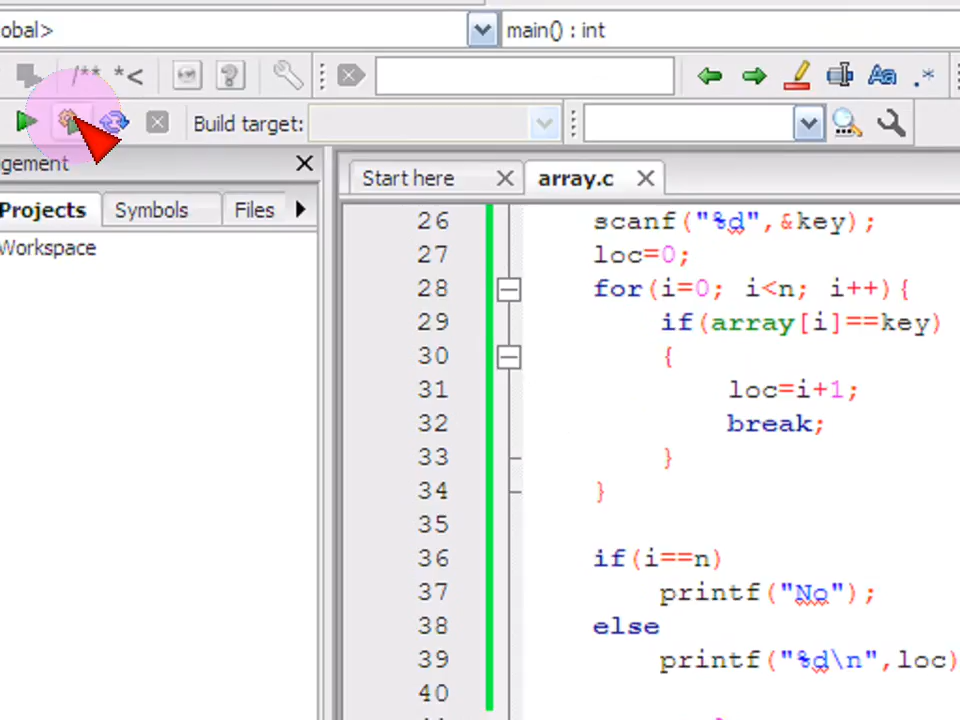 obal>
main() : int
/** *<
Aa .*
Build target:
gement
Projects Symbols Files
Workspace
Start here array.c
26 scanf("%d",&key);
27 loc=0;
28 for(i=0; i<n; i++){
29 if(array[i]==key)
30 {
31 loc=i+1;
32 break;
33 }
34 }
35
36 if(i==n)
37 printf("No");
38 else
39 printf("%d\n",loc)
40